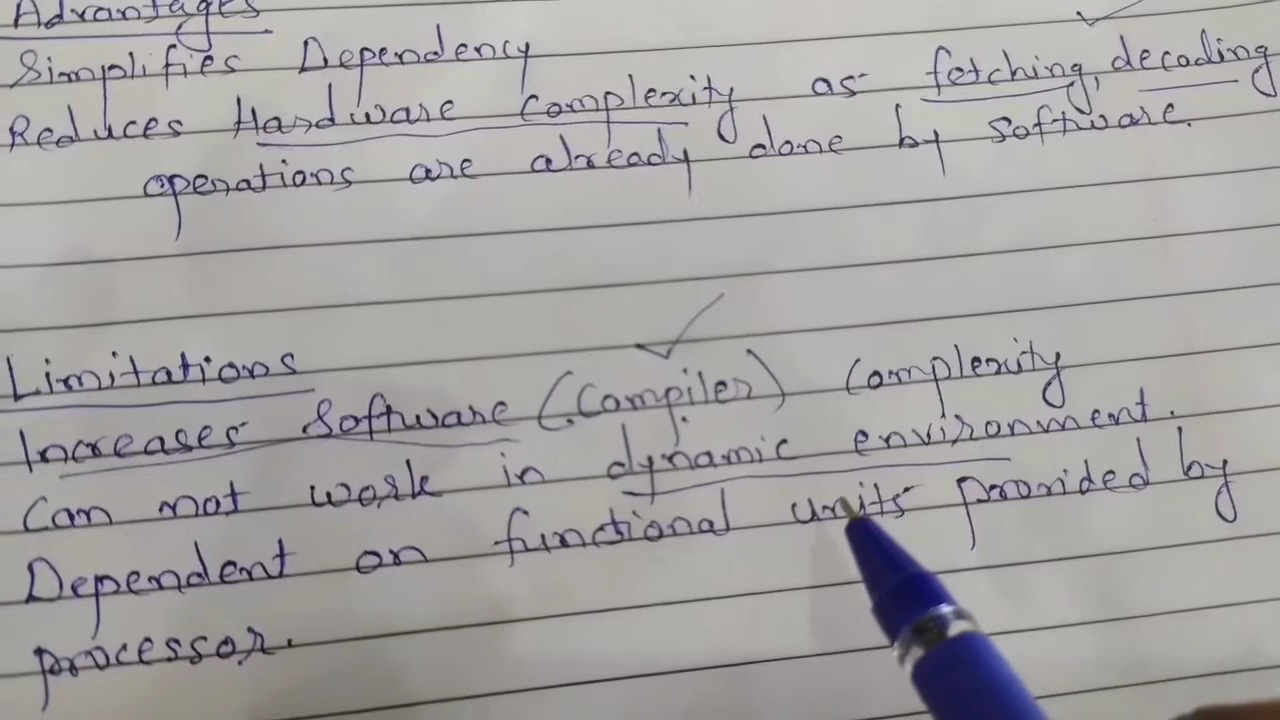 Advantages
Simplifies Dependency
Reduces Hardware complexity as fetching, decoding
operations are already done by software.
Limitations
Increases Software (Compiler) Complexity
Can not work in dynamic environment.
Dependent on functional units provided by
processor.